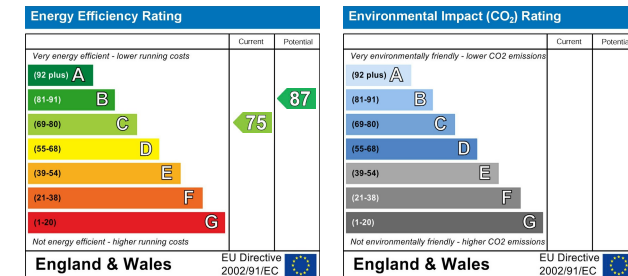 Energy Efficiency Rating
Current Potential
Very energy efficient - lower running costs
(92 plus) A
(81-91) B
(69-80) C
(55-68) D
(39-54) E
(21-38) F
(1-20) G
75
87
Not energy efficient - higher running costs
England & Wales
EU Directive
2002/91/EC
Environmental Impact (CO₂) Rating
Current Potential
Very environmentally friendly - lower CO2 emissions
(92 plus) A
(81-91) B
(69-80) C
(55-68) D
(39-54) E
(21-38) F
(1-20) G
Not environmentally friendly - higher CO2 emissions
England & Wales
EU Directive
2002/91/EC